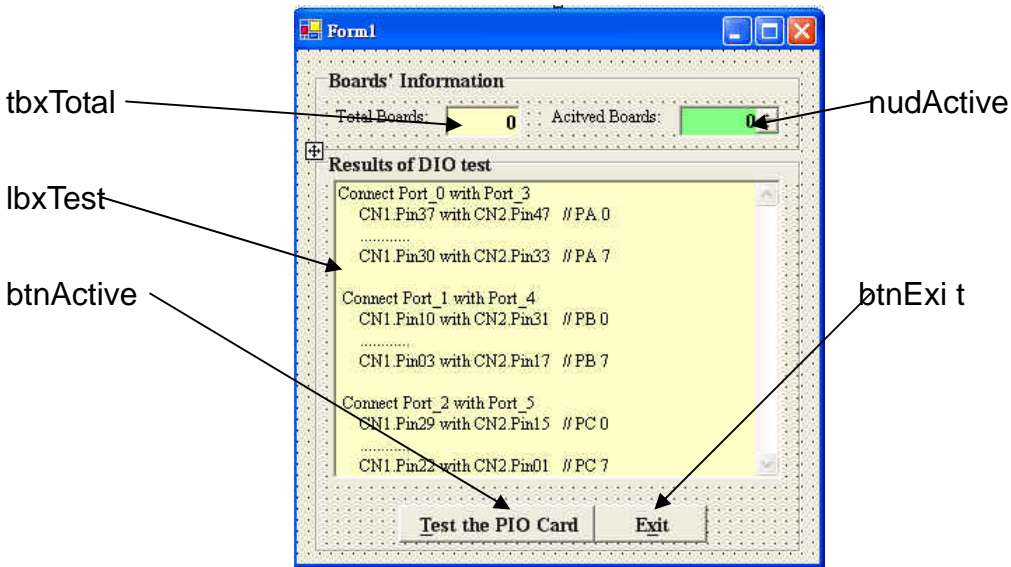 Form1
Boards' Information
tbxTotal
Total Boards: 0 Acitved Boards: 0
nudActive
Results of DIO test
lbxTest
Connect Port_0 with Port_3
CN1.Pin37 with CN2.Pin47 // PA 0
............
CN1.Pin30 with CN2.Pin33 // PA 7
btnActive
Connect Port_1 with Port_4
btnExi t
CN1.Pin10 with CN2.Pin31 // PB 0
............
CN1.Pin03 with CN2.Pin17 // PB 7
Connect Port_2 with Port_5
CN1.Pin29 with CN2.Pin15 // PC 0
............
CN1.Pin22 with CN2.Pin01 // PC 7
Test the PIO Card Exit